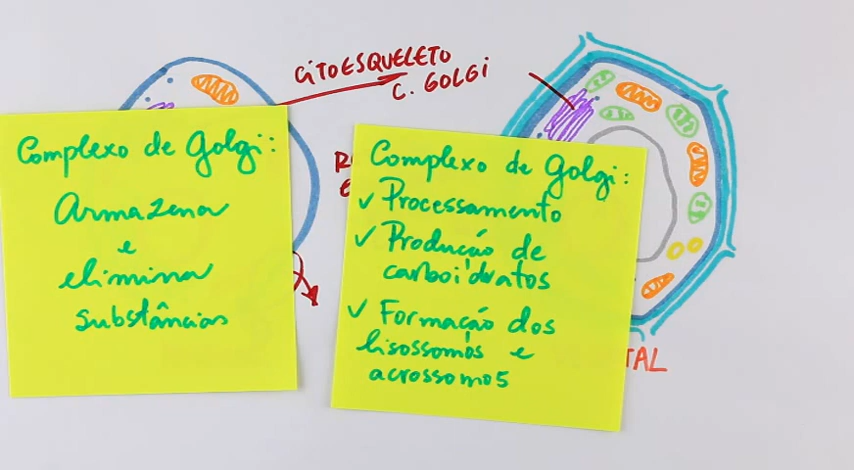 CITOESQUELETO
C. GOLGI
Complexo de Golgi:
Armazena
e
elimina
substâncias
Complexo de Golgi:
✓ Processamento
✓ Produção de
carboidratos
✓ Formação dos
lisossomos e
acrossomos
TAL